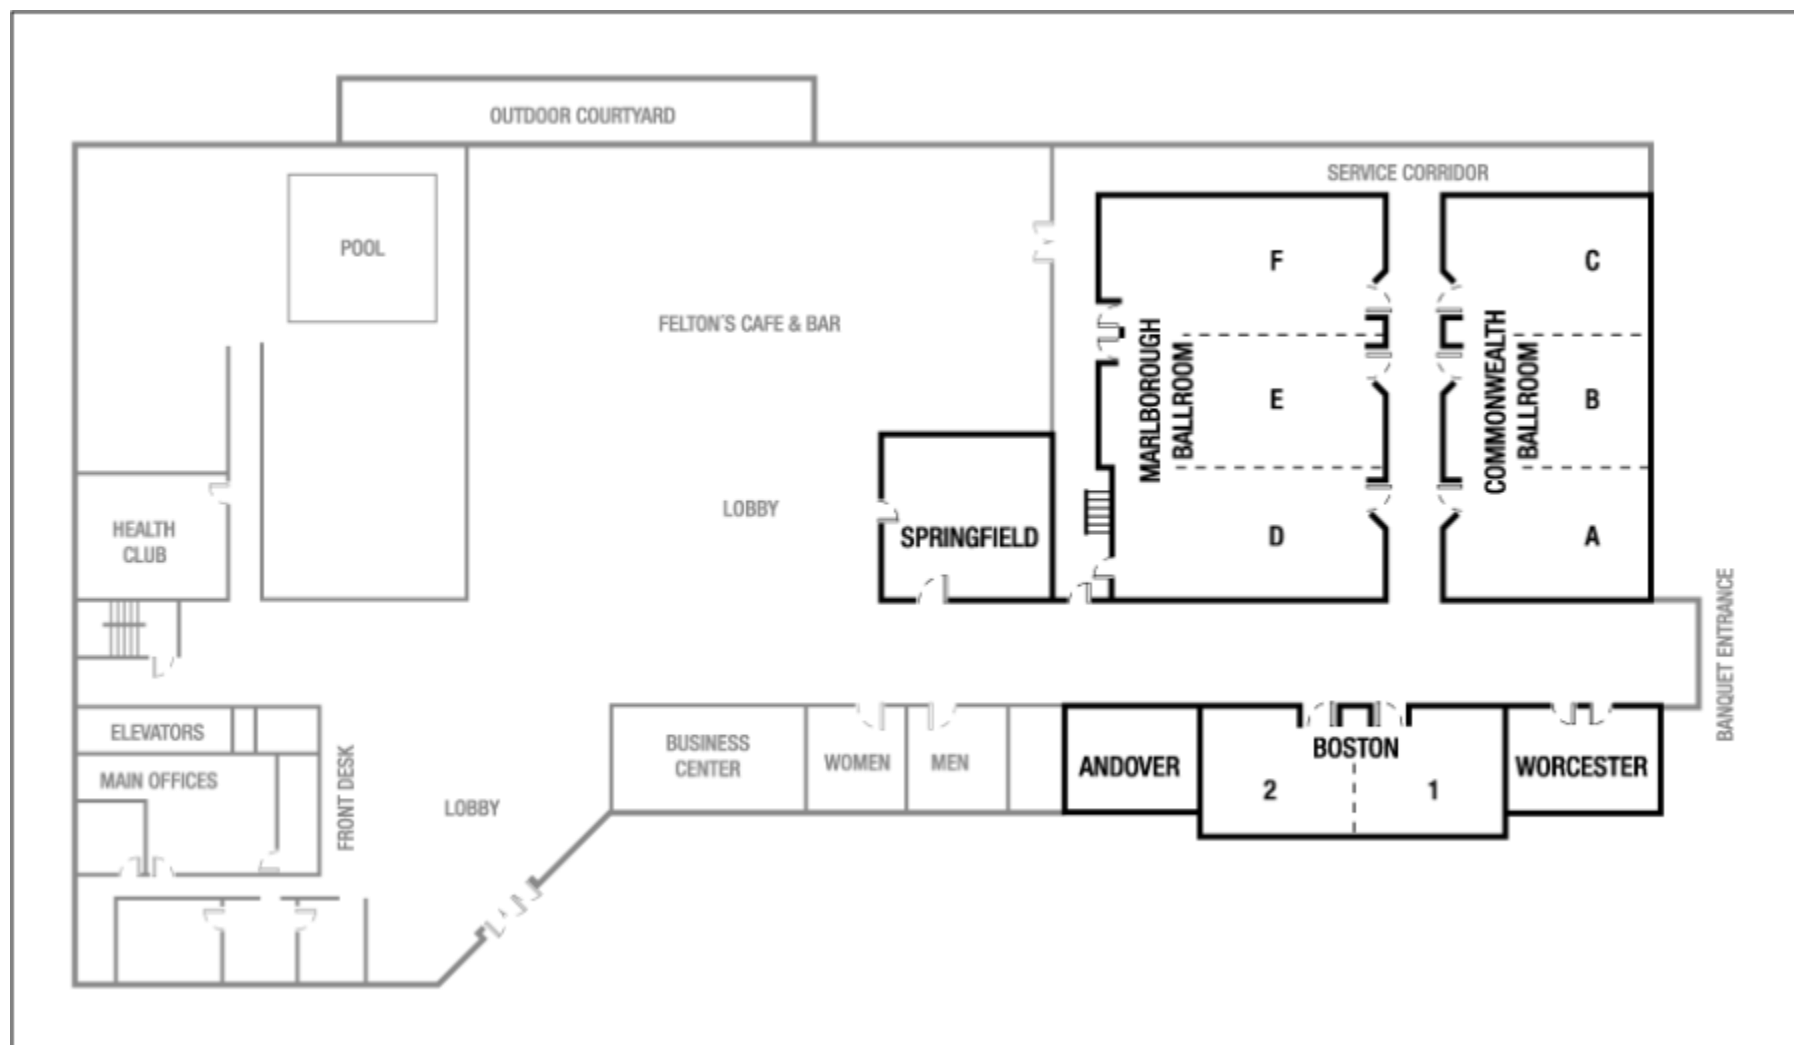 OUTDOOR COURTYARD
SERVICE CORRIDOR
POOL
F
C
FELTON'S CAFE & BAR
MARLBOROUGH
BALLROOM
COMMONWEALTH
BALLROOM
E
B
LOBBY
HEALTH
CLUB
SPRINGFIELD
D
A
BANQUET ENTRANCE
ELEVATORS
MAIN OFFICES
FRONT DESK
LOBBY
BUSINESS
CENTER
WOMEN
MEN
ANDOVER
BOSTON
2
1
WORCESTER